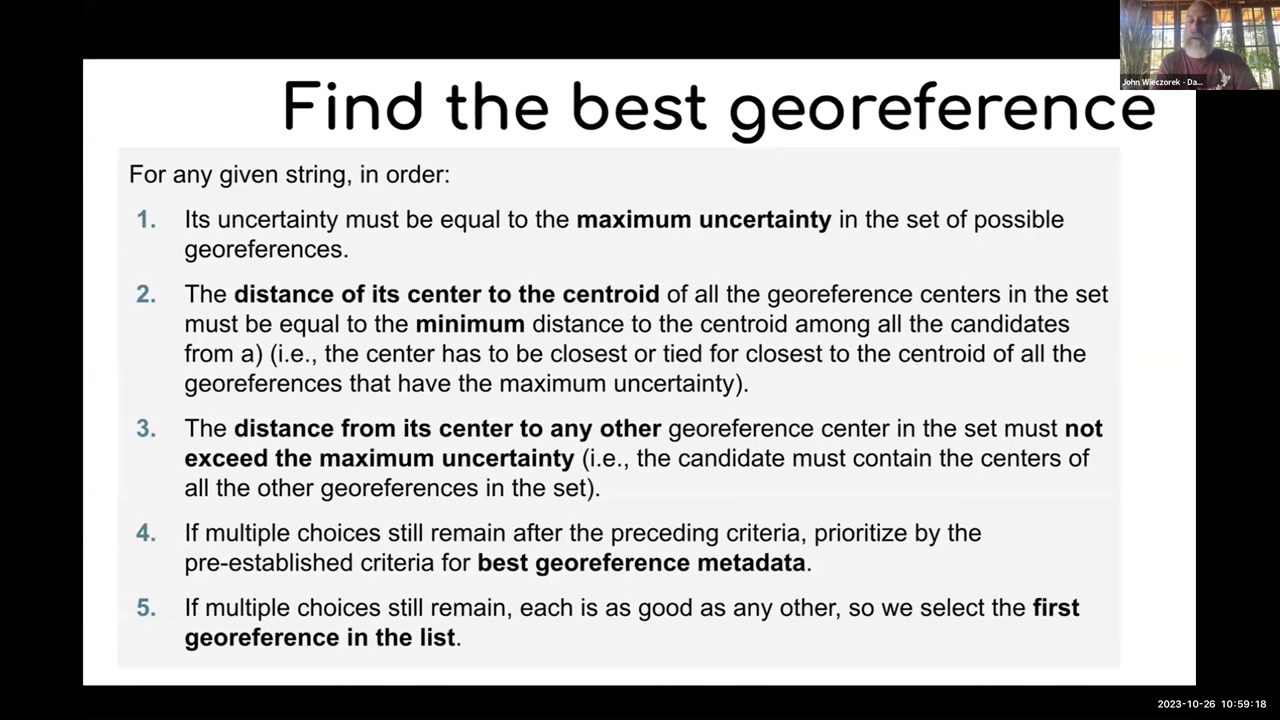 John Wieczorek - Da...
Find the best georeference
For any given string, in order:
1. Its uncertainty must be equal to the maximum uncertainty in the set of possible
georeferences.
2. The distance of its center to the centroid of all the georeference centers in the set
must be equal to the minimum distance to the centroid among all the candidates
from a) (i.e., the center has to be closest or tied for closest to the centroid of all the
georeferences that have the maximum uncertainty).
3. The distance from its center to any other georeference center in the set must not
exceed the maximum uncertainty (i.e., the candidate must contain the centers of
all the other georeferences in the set).
4. If multiple choices still remain after the preceding criteria, prioritize by the
pre-established criteria for best georeference metadata.
5. If multiple choices still remain, each is as good as any other, so we select the first
georeference in the list.
2023-10-26 10:59:18